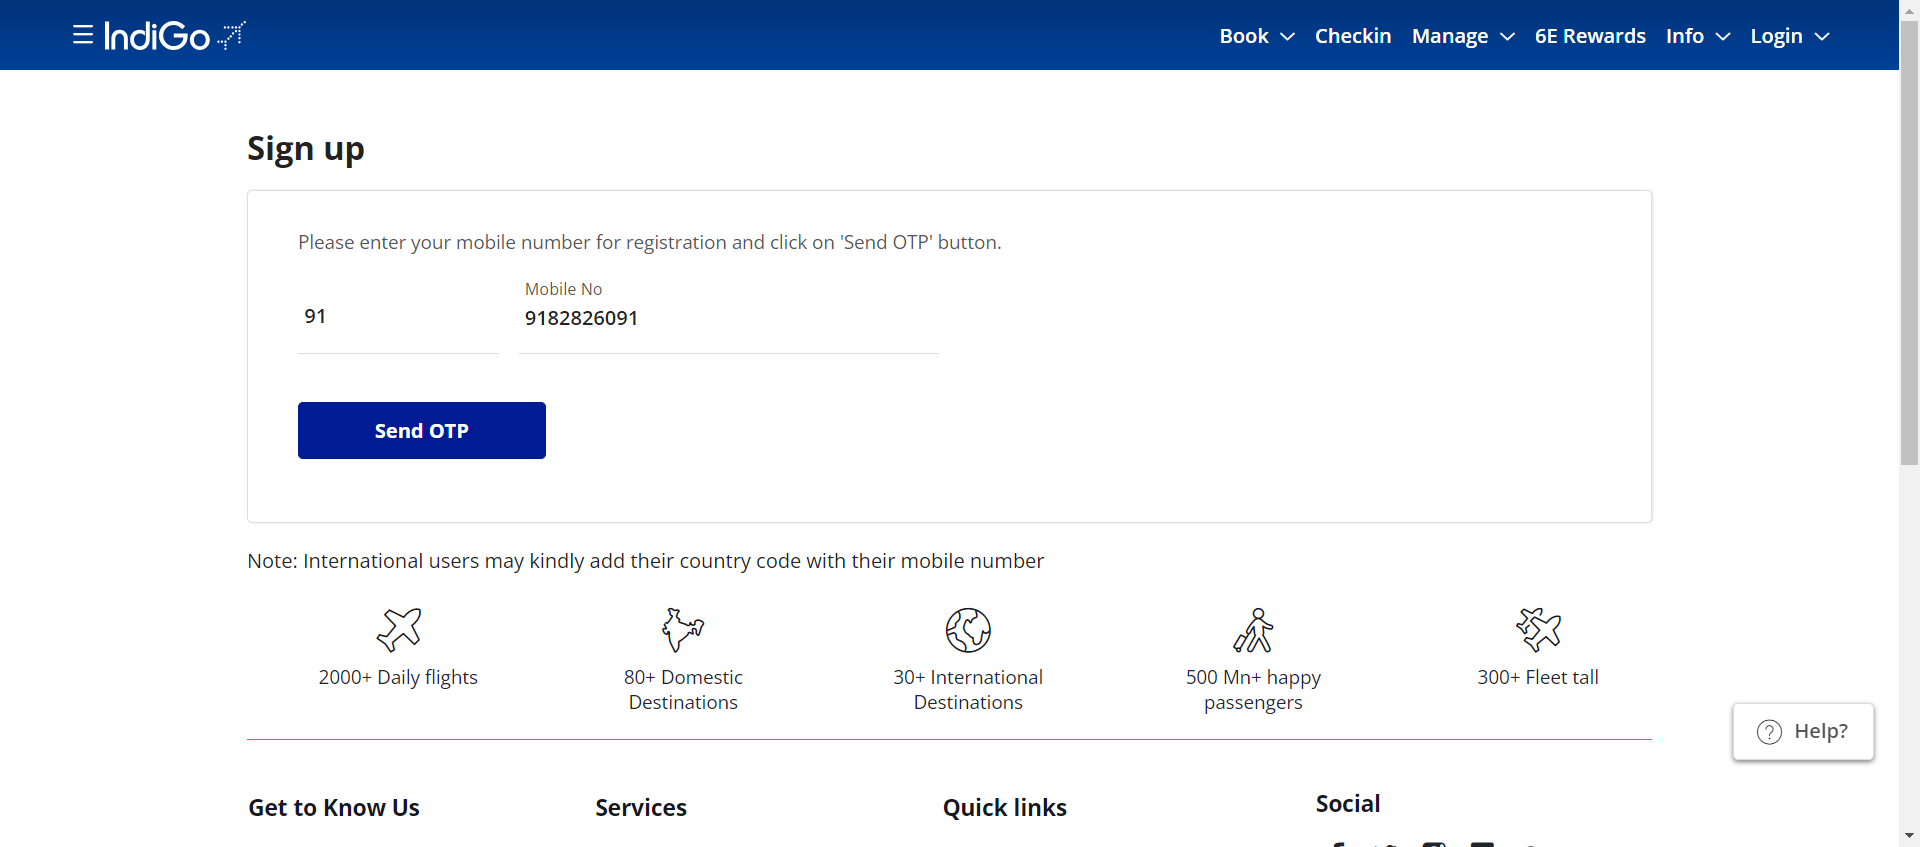 IndiGo
Book Checkin Manage 6E Rewards Info Login
Sign up
Please enter your mobile number for registration and click on 'Send OTP' button.
Mobile No
91 9182826091
Send OTP
Note: International users may kindly add their country code with their mobile number
2000+ Daily flights
80+ Domestic
Destinations
30+ International
Destinations
500 Mn+ happy
passengers
300+ Fleet tall
? Help?
Get to Know Us
Services
Quick links
Social